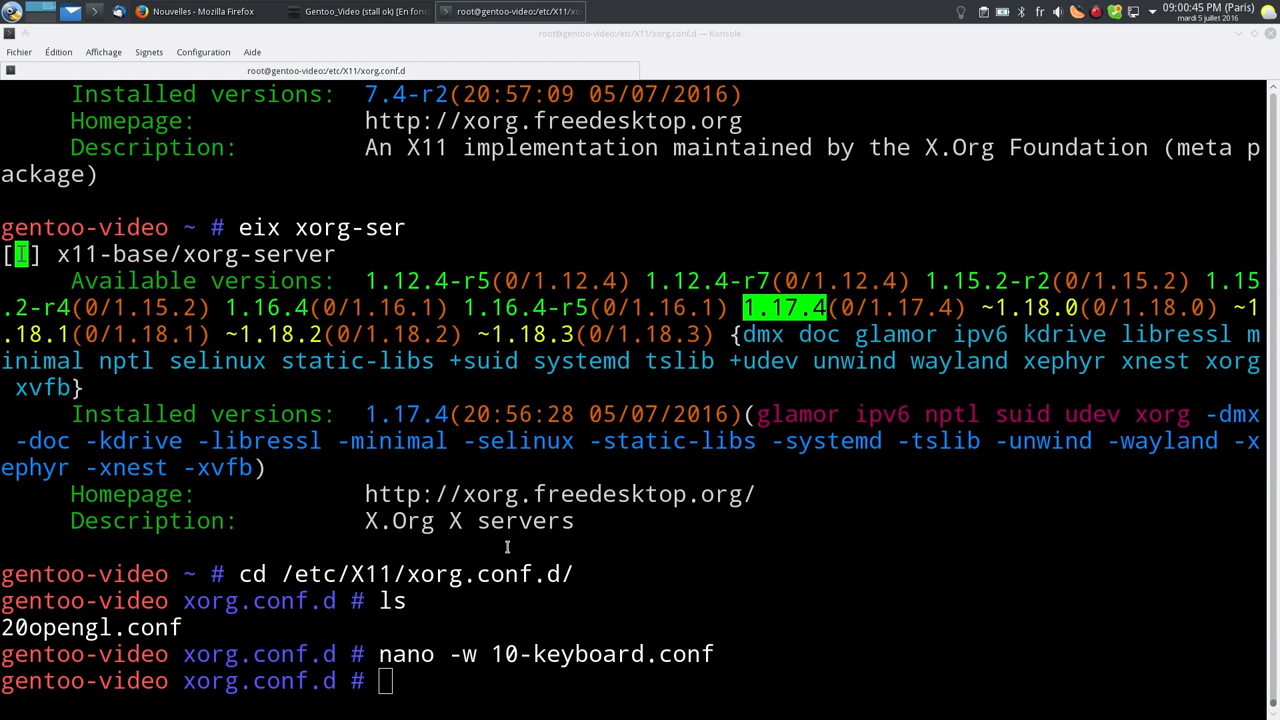 Nouvelles - Mozilla Firefox
Gentoo_Video (stall ok) [En fonct
root@gentoo-video:/etc/X11/xo
fr
09:00:45 PM (Paris)
mardi 5 juillet 2016
root@gentoo-video:/etc/X11/xorg.conf.d — Konsole
Fichier Édition Affichage Signets Configuration Aide
root@gentoo-video:/etc/X11/xorg.conf.d
Installed versions: 7.4-r2(20:57:09 05/07/2016)
Homepage: http://xorg.freedesktop.org
Description: An X11 implementation maintained by the X.Org Foundation (meta p
ackage)
gentoo-video ~ # eix xorg-ser
[I] x11-base/xorg-server
Available versions: 1.12.4-r5(0/1.12.4) 1.12.4-r7(0/1.12.4) 1.15.2-r2(0/1.15.2) 1.15
.2-r4(0/1.15.2) 1.16.4(0/1.16.1) 1.16.4-r5(0/1.16.1) 1.17.4(0/1.17.4) ~1.18.0(0/1.18.0) ~1
.18.1(0/1.18.1) ~1.18.2(0/1.18.2) ~1.18.3(0/1.18.3) {dmx doc glamor ipv6 kdrive libressl m
inimal nptl selinux static-libs +suid systemd tslib +udev unwind wayland xephyr xnest xorg
xvfb}
Installed versions: 1.17.4(20:56:28 05/07/2016)(glamor ipv6 nptl suid udev xorg -dmx
-doc -kdrive -libressl -minimal -selinux -static-libs -systemd -tslib -unwind -wayland -x
ephyr -xnest -xvfb)
Homepage: http://xorg.freedesktop.org/
Description: X.Org X servers
gentoo-video ~ # cd /etc/X11/xorg.conf.d/
gentoo-video xorg.conf.d # ls
20opengl.conf
gentoo-video xorg.conf.d # nano -w 10-keyboard.conf
gentoo-video xorg.conf.d #